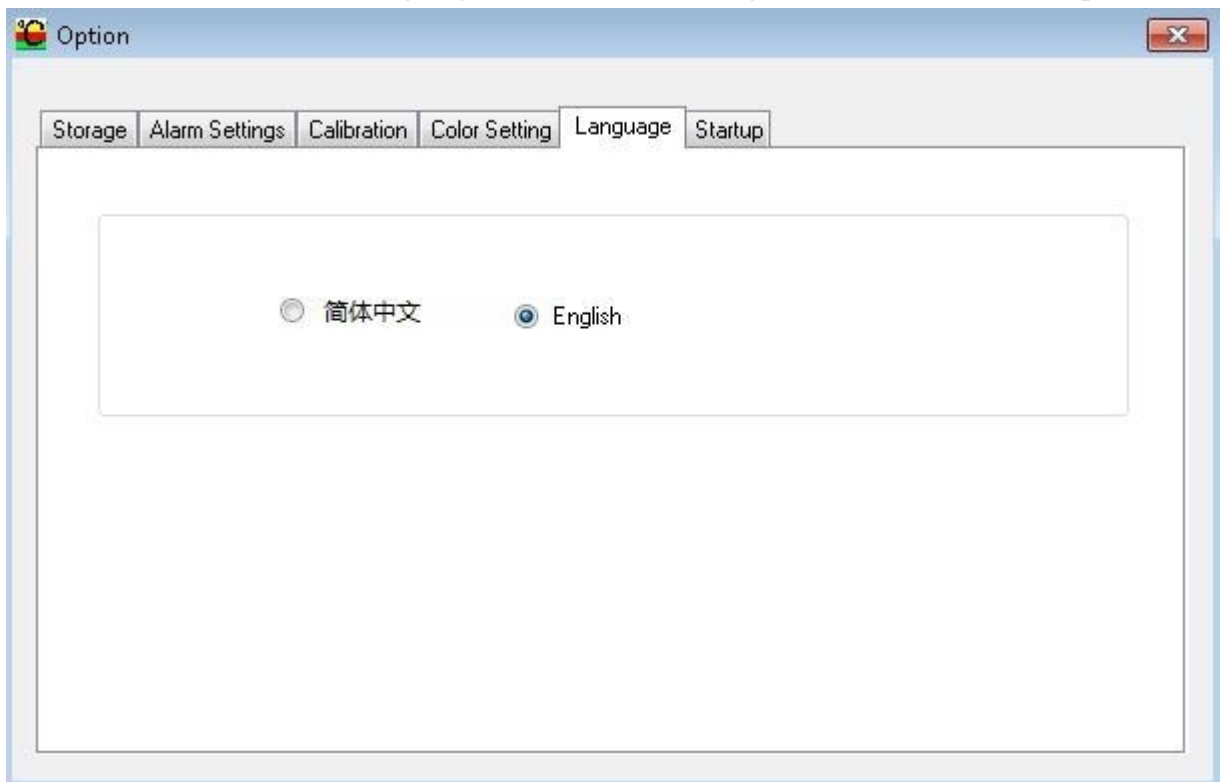 °C Option
Storage Alarm Settings Calibration Color Setting Language Startup
简体中文 English